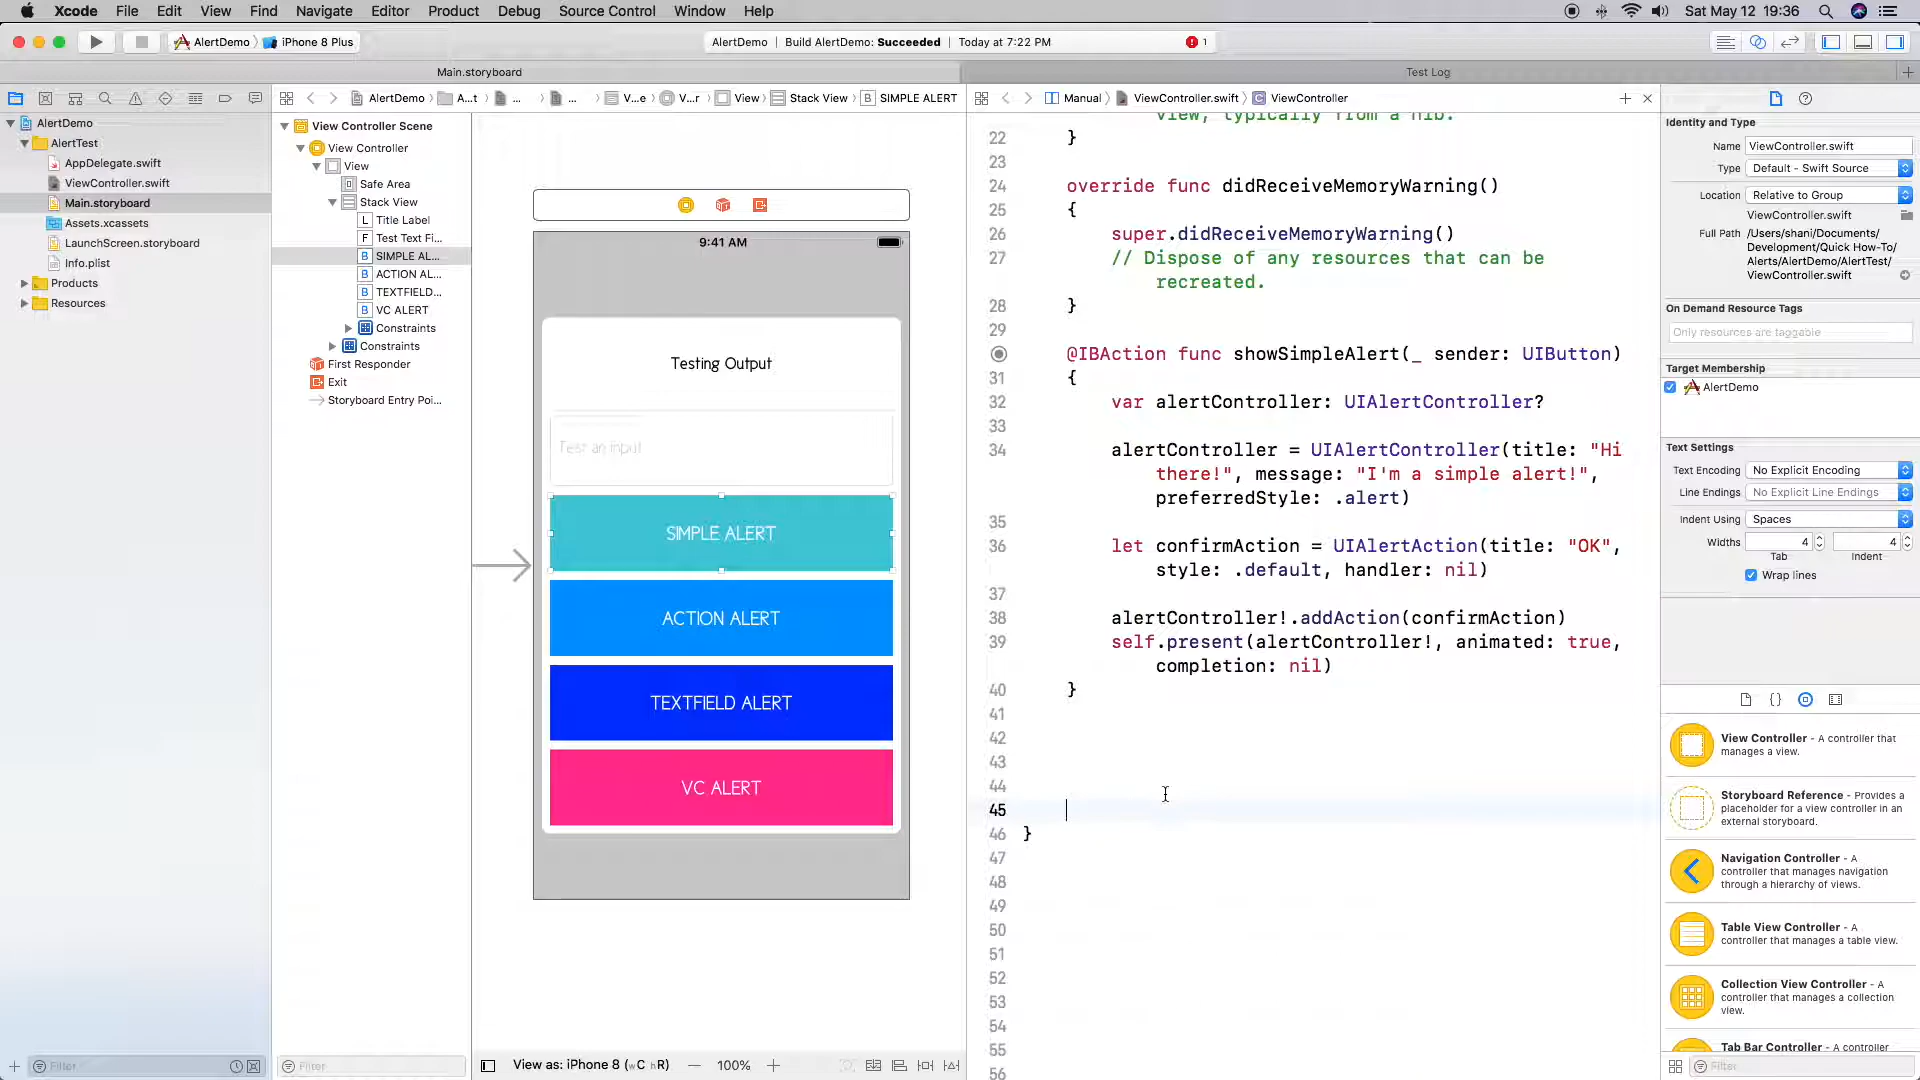 Xcode File Edit View Find Navigate Editor Product Debug Source Control Window Help
Sat May 12 19:36
AlertDemo iPhone 8 Plus
AlertDemo Build AlertDemo: Succeeded Today at 7:22 PM
1
Main.storyboard
Test Log
AlertDemo A...t ... ... V...e V...r View Stack View B SIMPLE ALERT
Manual ViewController.swift C ViewController
AlertDemo
AlertTest
AppDelegate.swift
ViewController.swift
Main.storyboard
Assets.xcassets
LaunchScreen.storyboard
Info.plist
Products
Resources
Filter
View Controller Scene
View Controller
View
Safe Area
Stack View
L Title Label
F Test Text Fi...
B SIMPLE AL...
B ACTION AL...
B TEXTFIELD...
B VC ALERT
Constraints
Constraints
First Responder
Exit
Storyboard Entry Poi...
Filter
9:41 AM
Testing Output
Test an input
SIMPLE ALERT
ACTION ALERT
TEXTFIELD ALERT
VC ALERT
View as: iPhone 8 (wC hR) — 100% +
view, typically from a nib.
22 }
23
24 override func didReceiveMemoryWarning()
25 {
26 super.didReceiveMemoryWarning()
27 // Dispose of any resources that can be
recreated.
28 }
29
@IBAction func showSimpleAlert(_ sender: UIButton)
31 {
32 var alertController: UIAlertController?
33
34 alertController = UIAlertController(title: "Hi
there!", message: "I'm a simple alert!",
preferredStyle: .alert)
35
36 let confirmAction = UIAlertAction(title: "OK",
style: .default, handler: nil)
37
38 alertController!.addAction(confirmAction)
39 self.present(alertController!, animated: true,
completion: nil)
40 }
41
42
43
44
45
46 }
47
48
49
50
51
52
53
54
55
56
Identity and Type
Name ViewController.swift
Type Default - Swift Source
Location Relative to Group
ViewController.swift
Full Path /Users/shani/Documents/
Development/Quick How-To/
Alerts/AlertDemo/AlertTest/
ViewController.swift
On Demand Resource Tags
Only resources are taggable
Target Membership
AlertDemo
Text Settings
Text Encoding No Explicit Encoding
Line Endings No Explicit Line Endings
Indent Using Spaces
Widths 4 4
Tab Indent
Wrap lines
View Controller - A controller that
manages a view.
Storyboard Reference - Provides a
placeholder for a view controller in an
external storyboard.
Navigation Controller - A
controller that manages navigation
through a hierarchy of views.
Table View Controller - A
controller that manages a table view.
Collection View Controller - A
controller that manages a collection
view.
Tab Bar Controller - A controller
Filter